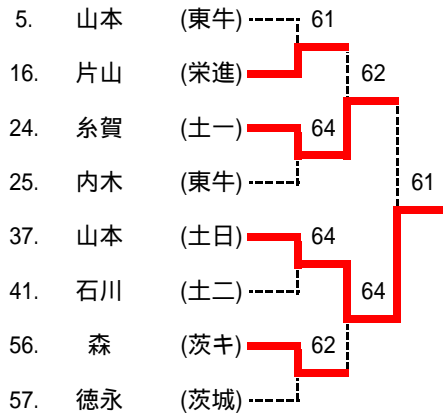 5. 山本 (東牛) 61
16. 片山 (栄進) 62
24. 糸賀 (土一) 64
25. 内木 (東牛) 61
37. 山本 (土日) 64
41. 石川 (土二) 64
56. 森 (茨キ) 62
57. 徳永 (茨城)